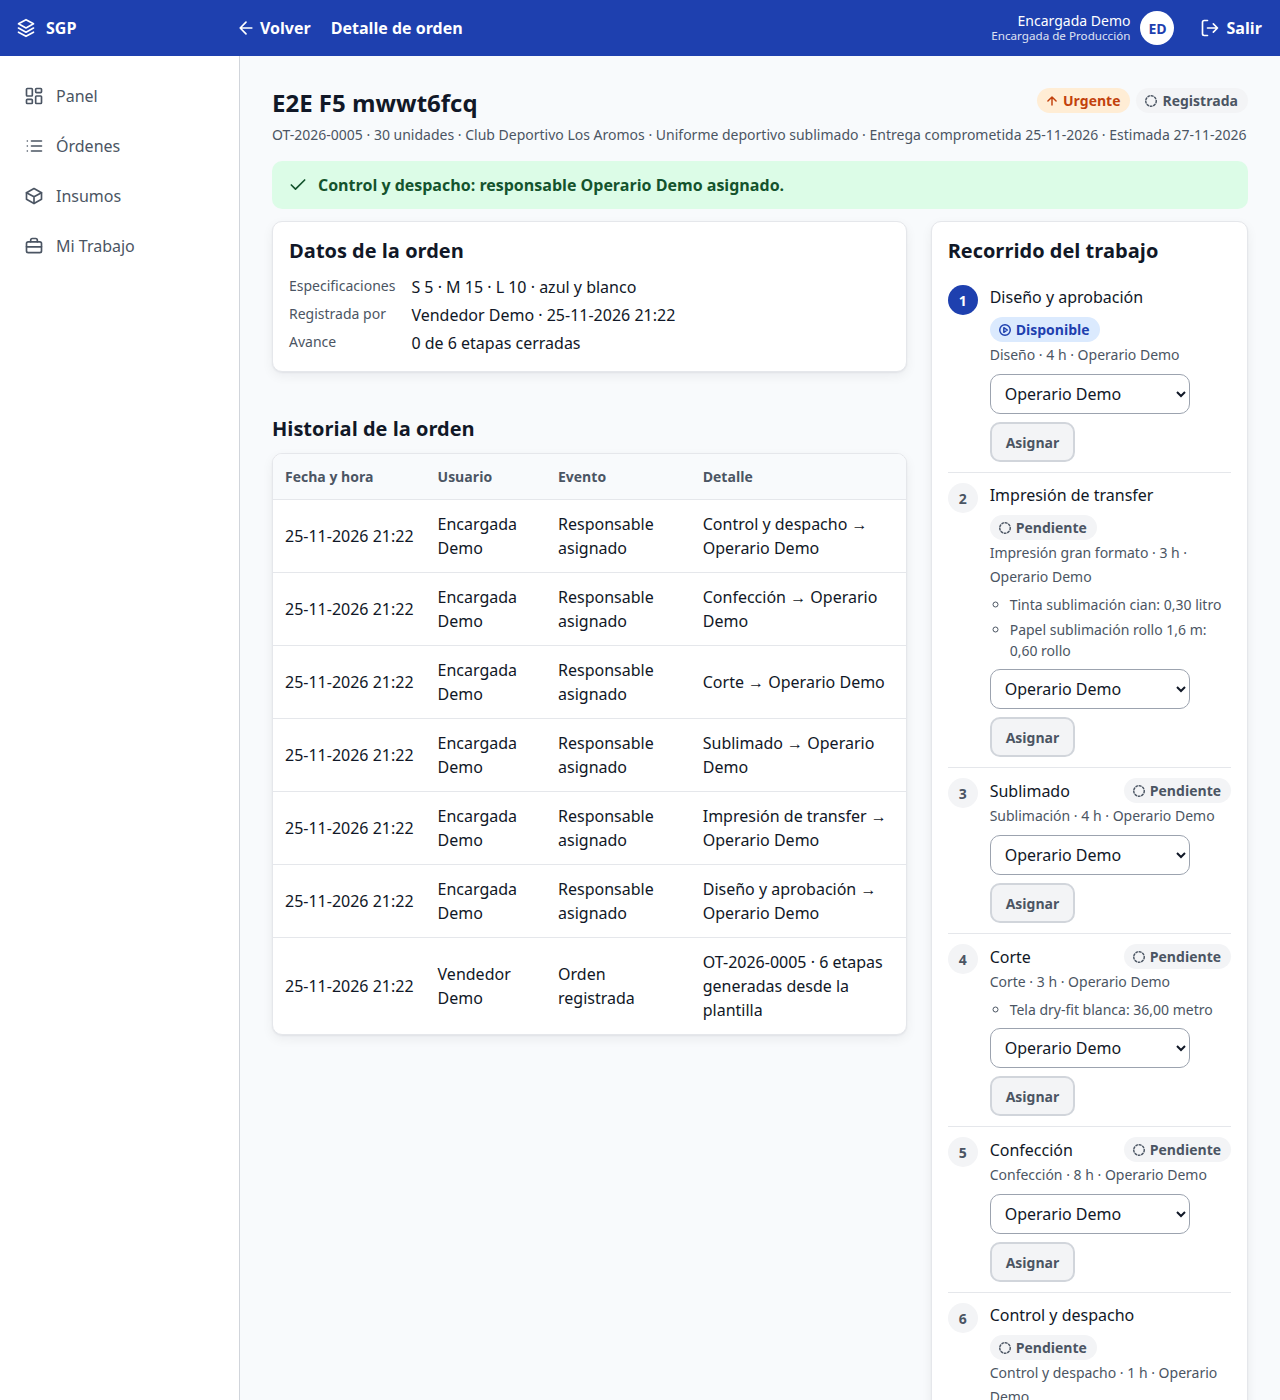 SGP
Volver
Detalle de orden
Encargada Demo
Encargada de Producción
ED
Salir
Panel
Órdenes
Insumos
Mi Trabajo
E2E F5 mwwt6fcq
Urgente
Registrada
OT-2026-0005 · 30 unidades · Club Deportivo Los Aromos · Uniforme deportivo sublimado · Entrega comprometida 25-11-2026 · Estimada 27-11-2026
Control y despacho: responsable Operario Demo asignado.
Datos de la orden
Especificaciones S 5 · M 15 · L 10 · azul y blanco
Registrada por Vendedor Demo · 25-11-2026 21:22
Avance 0 de 6 etapas cerradas
Historial de la orden
Fecha y hora Usuario Evento Detalle
25-11-2026 21:22 Encargada Demo Responsable asignado Control y despacho → Operario Demo
25-11-2026 21:22 Encargada Demo Responsable asignado Confección → Operario Demo
25-11-2026 21:22 Encargada Demo Responsable asignado Corte → Operario Demo
25-11-2026 21:22 Encargada Demo Responsable asignado Sublimado → Operario Demo
25-11-2026 21:22 Encargada Demo Responsable asignado Impresión de transfer → Operario Demo
25-11-2026 21:22 Encargada Demo Responsable asignado Diseño y aprobación → Operario Demo
25-11-2026 21:22 Vendedor Demo Orden registrada OT-2026-0005 · 6 etapas generadas desde la plantilla
Recorrido del trabajo
1 Diseño y aprobación
Disponible
Diseño · 4 h · Operario Demo
Operario Demo
Asignar
2 Impresión de transfer
Pendiente
Impresión gran formato · 3 h ·
Operario Demo
Tinta sublimación cian: 0,30 litro
Papel sublimación rollo 1,6 m:
0,60 rollo
Operario Demo
Asignar
3 Sublimado Pendiente
Sublimación · 4 h · Operario Demo
Operario Demo
Asignar
4 Corte Pendiente
Corte · 3 h · Operario Demo
Tela dry-fit blanca: 36,00 metro
Operario Demo
Asignar
5 Confección Pendiente
Confección · 8 h · Operario Demo
Operario Demo
Asignar
6 Control y despacho
Pendiente
Control y despacho · 1 h · Operario
Demo